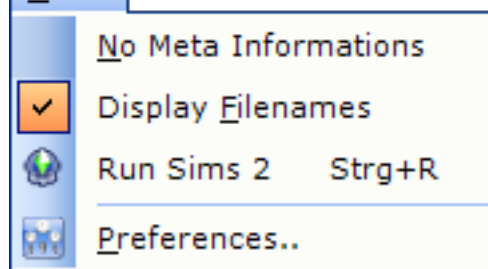 No Meta Informations
Display Filenames
Run Sims 2 Strg+R
Preferences..